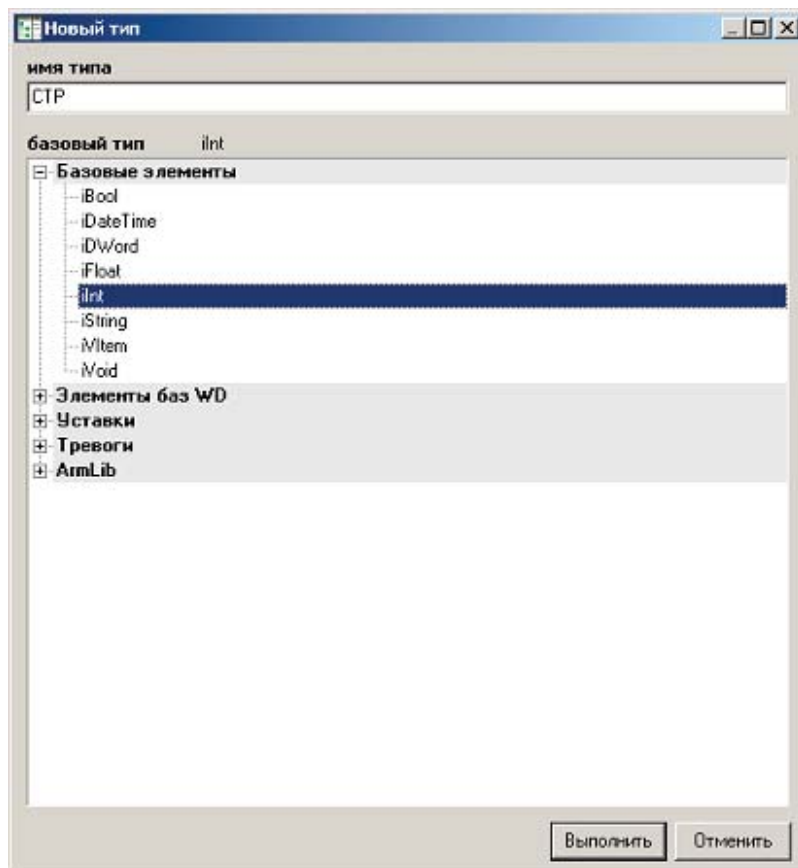 Новый тип
имя типа
СТР
базовый тип iInt
Базовые элементы
iBool
iDateTime
iDWord
iFloat
iInt
iString
iVItem
iVoid
Элементы баз WD
Уставки
Тревоги
ArmLib
Выполнить Отменить